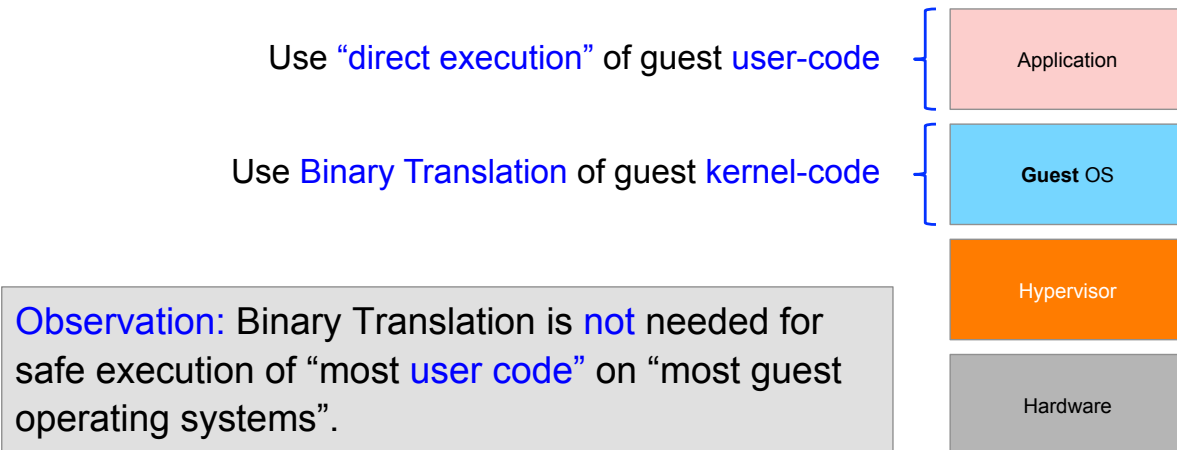 Use “direct execution” of guest user-code
Application
Use Binary Translation of guest kernel-code
Guest OS
Hypervisor
Observation: Binary Translation is not needed for
safe execution of “most user code” on “most guest
operating systems”.
Hardware